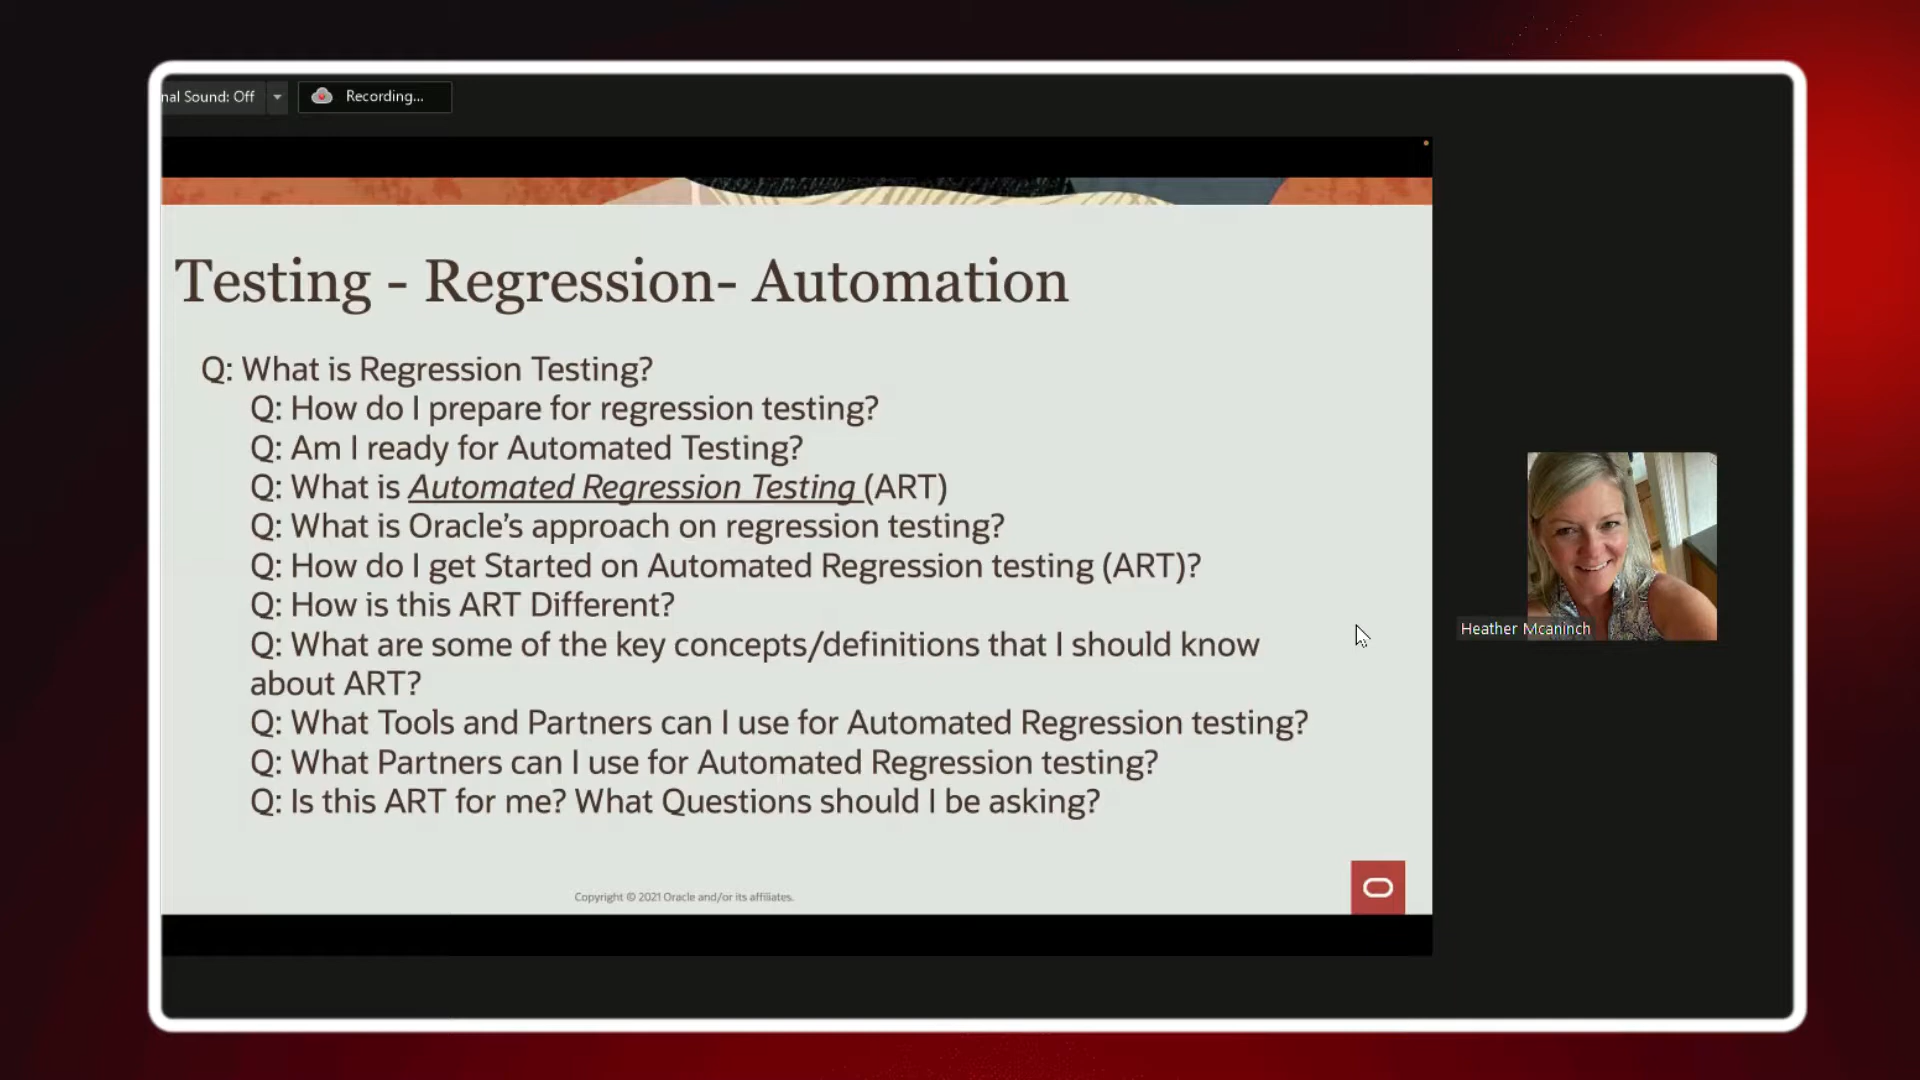 nal Sound: Off
Recording...
Testing - Regression- Automation
Q: What is Regression Testing?
Q: How do I prepare for regression testing?
Q: Am I ready for Automated Testing?
Q: What is Automated Regression Testing (ART)
Q: What is Oracle’s approach on regression testing?
Q: How do I get Started on Automated Regression testing (ART)?
Q: How is this ART Different?
Q: What are some of the key concepts/definitions that I should know
about ART?
Q: What Tools and Partners can I use for Automated Regression testing?
Q: What Partners can I use for Automated Regression testing?
Q: Is this ART for me? What Questions should I be asking?
Heather Mcaninch
Copyright © 2021 Oracle and/or its affiliates.